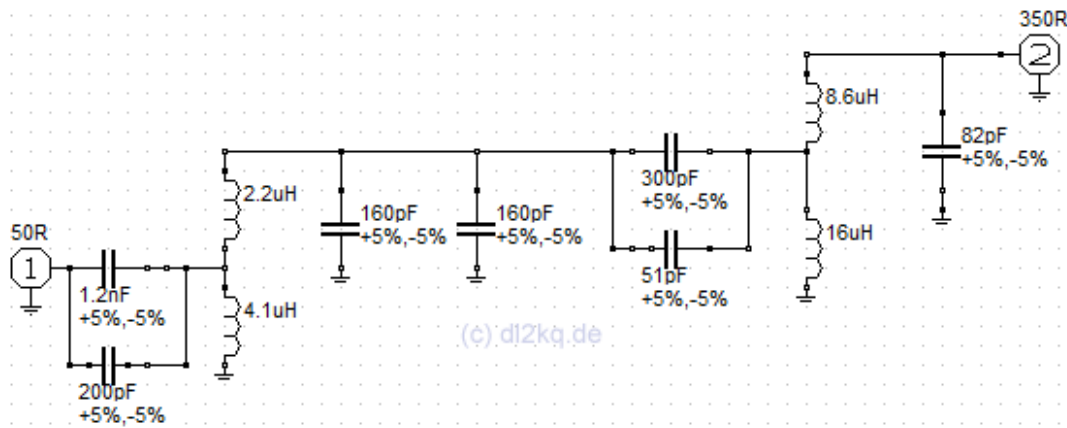 350R
2
8.6uH
82pF
+5%,-5%
300pF
+5%,-5%
2.2uH
160pF
+5%,-5%
160pF
+5%,-5%
16uH
50R
1
51pF
+5%,-5%
1.2nF
+5%,-5%
4.1uH
(c) dl2kq.de
200pF
+5%,-5%